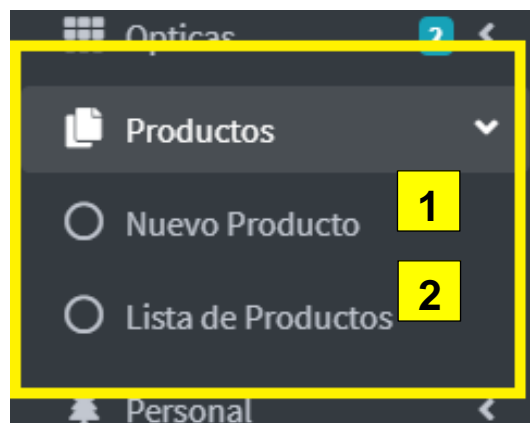 Opticas 2
Productos
Nuevo Producto 1
Lista de Productos 2
Personal